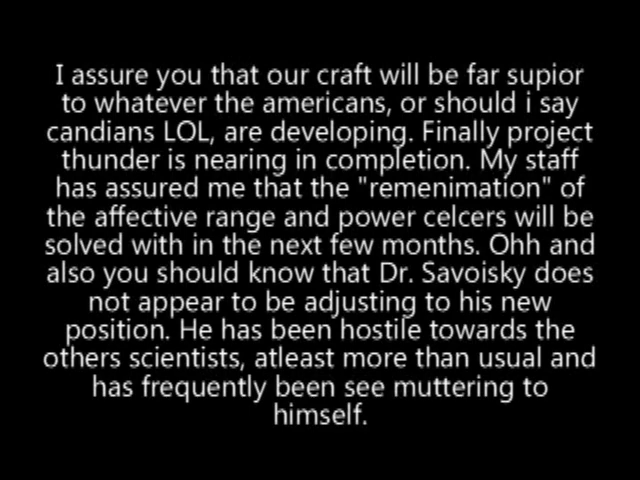 I assure you that our craft will be far supior
to whatever the americans, or should i say
candians LOL, are developing. Finally project
thunder is nearing in completion. My staff
has assured me that the "remenimation" of
the affective range and power celcers will be
solved with in the next few months. Ohh and
also you should know that Dr. Savoisky does
not appear to be adjusting to his new
position. He has been hostile towards the
others scientists, atleast more than usual and
has frequently been see muttering to
himself.